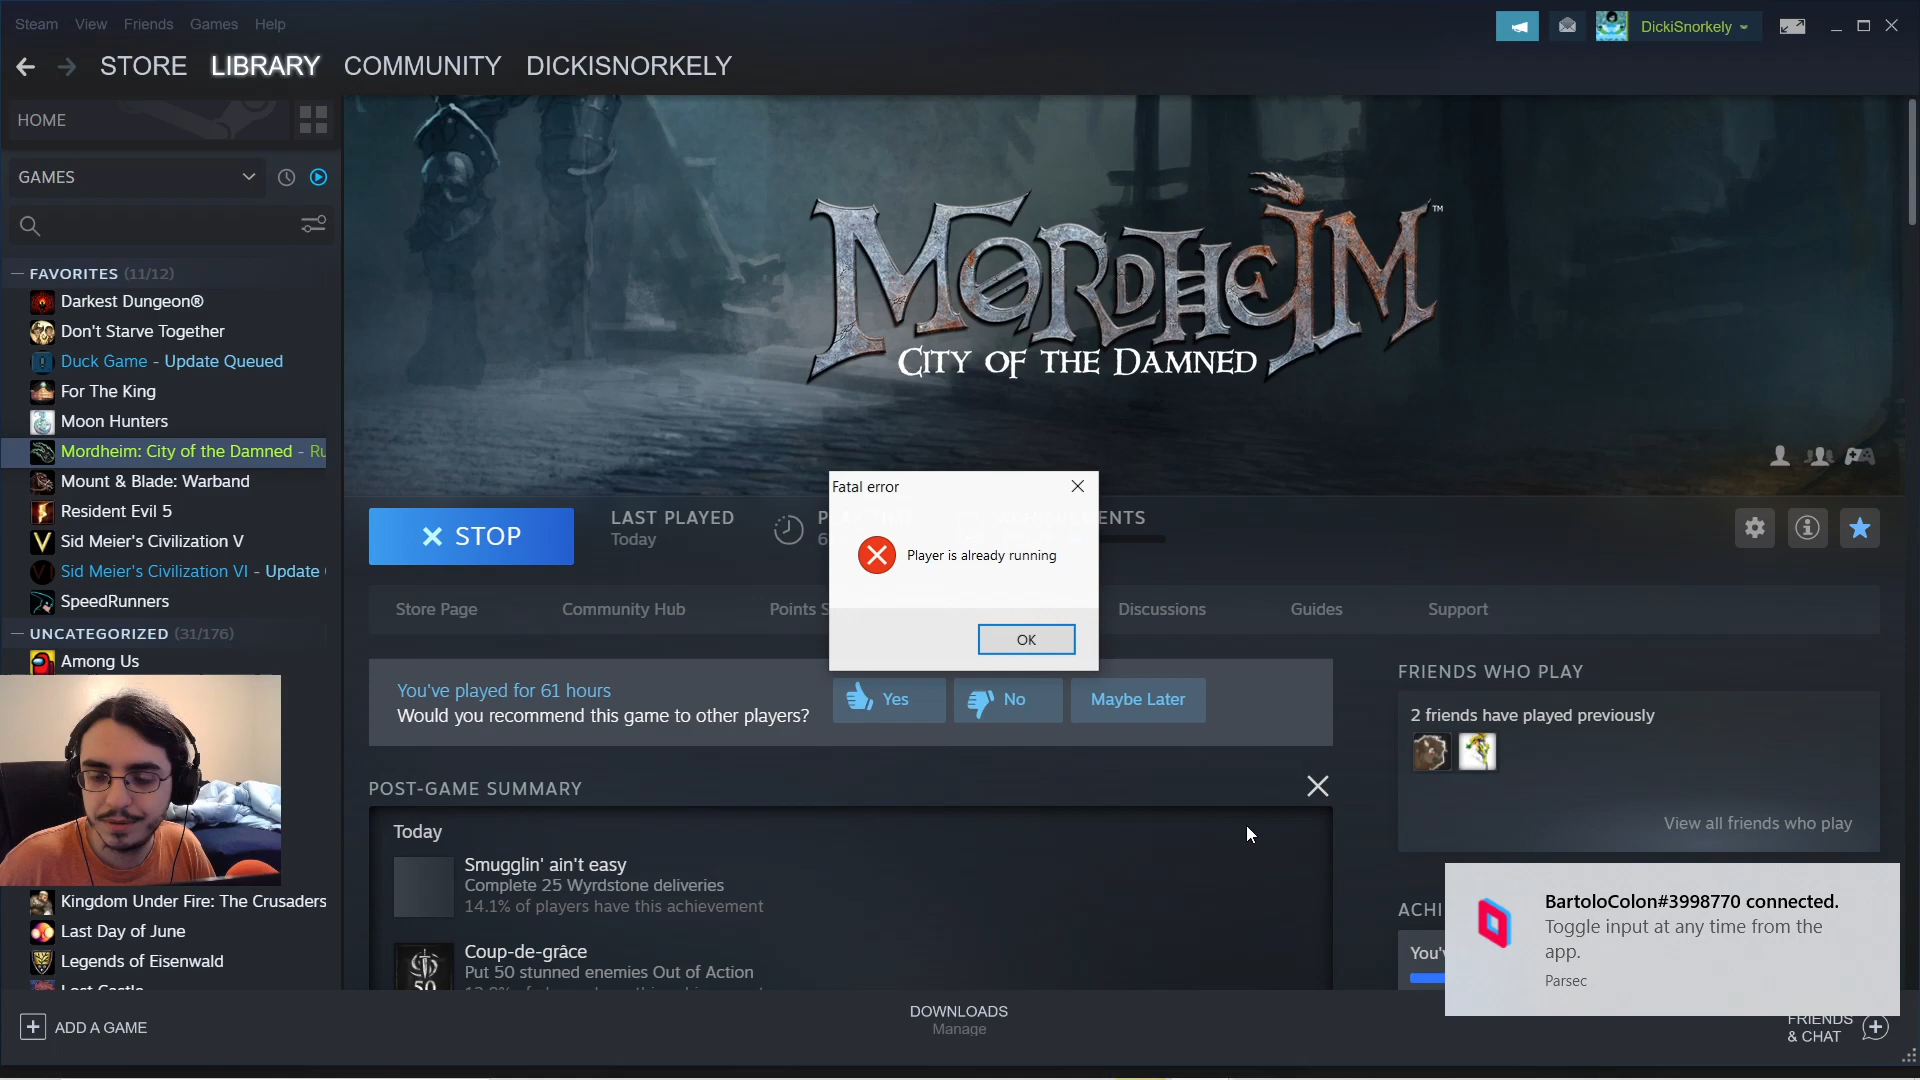 Steam View Friends Games Help
DickiSnorkely
STORE LIBRARY COMMUNITY DICKISNORKELY
HOME
GAMES
FAVORITES (11/12)
Darkest Dungeon®
Don't Starve Together
Duck Game - Update Queued
For The King
Moon Hunters
Mordheim: City of the Damned - Ru
Mount & Blade: Warband
Resident Evil 5
Sid Meier's Civilization V
Sid Meier's Civilization VI - Update
SpeedRunners
UNCATEGORIZED (31/176)
Among Us
Kingdom Under Fire: The Crusaders
Last Day of June
Legends of Eisenwald
Lost Castle
ADD A GAME
MORDHEIM ™
CITY OF THE DAMNED
STOP
LAST PLAYED
Today
Fatal error
Player is already running
OK
Store Page Community Hub Points S Discussions Guides Support
You've played for 61 hours
Would you recommend this game to other players?
Yes No Maybe Later
POST-GAME SUMMARY
Today
Smugglin' ain't easy
Complete 25 Wyrdstone deliveries
14.1% of players have this achievement
Coup-de-grâce
Put 50 stunned enemies Out of Action
50
FRIENDS WHO PLAY
2 friends have played previously
View all friends who play
ACHI
You'v
BartoloColon#3998770 connected.
Toggle input at any time from the
app.
Parsec
DOWNLOADS
Manage
FRIENDS
& CHAT